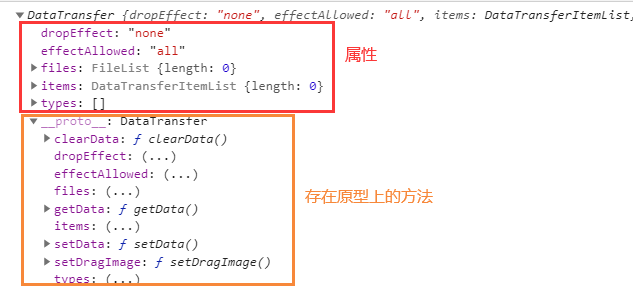 DataTransfer {dropEffect: "none", effectAllowed: "all", items: DataTransferItemList,
dropEffect: "none"
effectAllowed: "all"
files: FileList {length: 0}
items: DataTransferItemList {length: 0}
types: []
属性
__proto__: DataTransfer
clearData: ƒ clearData()
dropEffect: (...)
effectAllowed: (...)
files: (...)
getData: ƒ getData()
items: (...)
setData: ƒ setData()
setDragImage: ƒ setDragImage()
types: (...)
存在原型上的方法